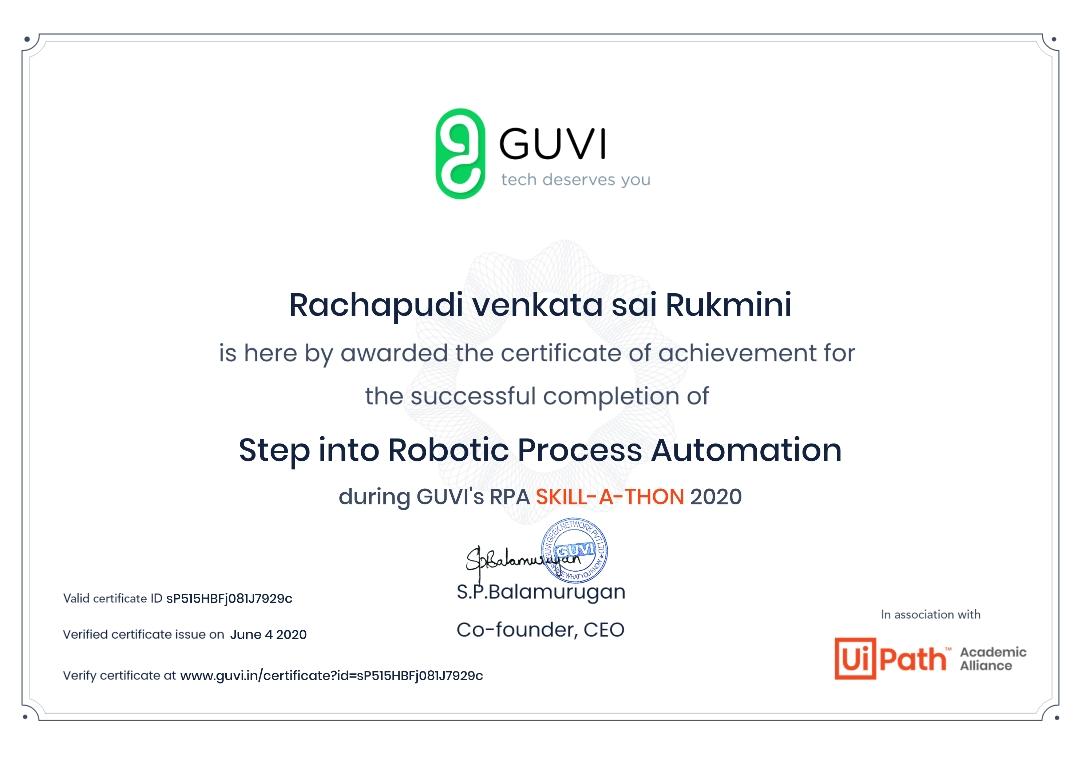 GUVI
tech deserves you
Rachapudi venkata sai Rukmini
is here by awarded the certificate of achievement for
the successful completion of
Step into Robotic Process Automation
during GUVI's RPA SKILL-A-THON 2020
SpBalamurugan
GUVI
S.P.Balamurugan
Co-founder, CEO
Valid certificate ID sP515HBFj081J7929c
Verified certificate issue on June 4 2020
Verify certificate at www.guvi.in/certificate?id=sP515HBFj081J7929c
In association with
UiPath™ Academic
Alliance